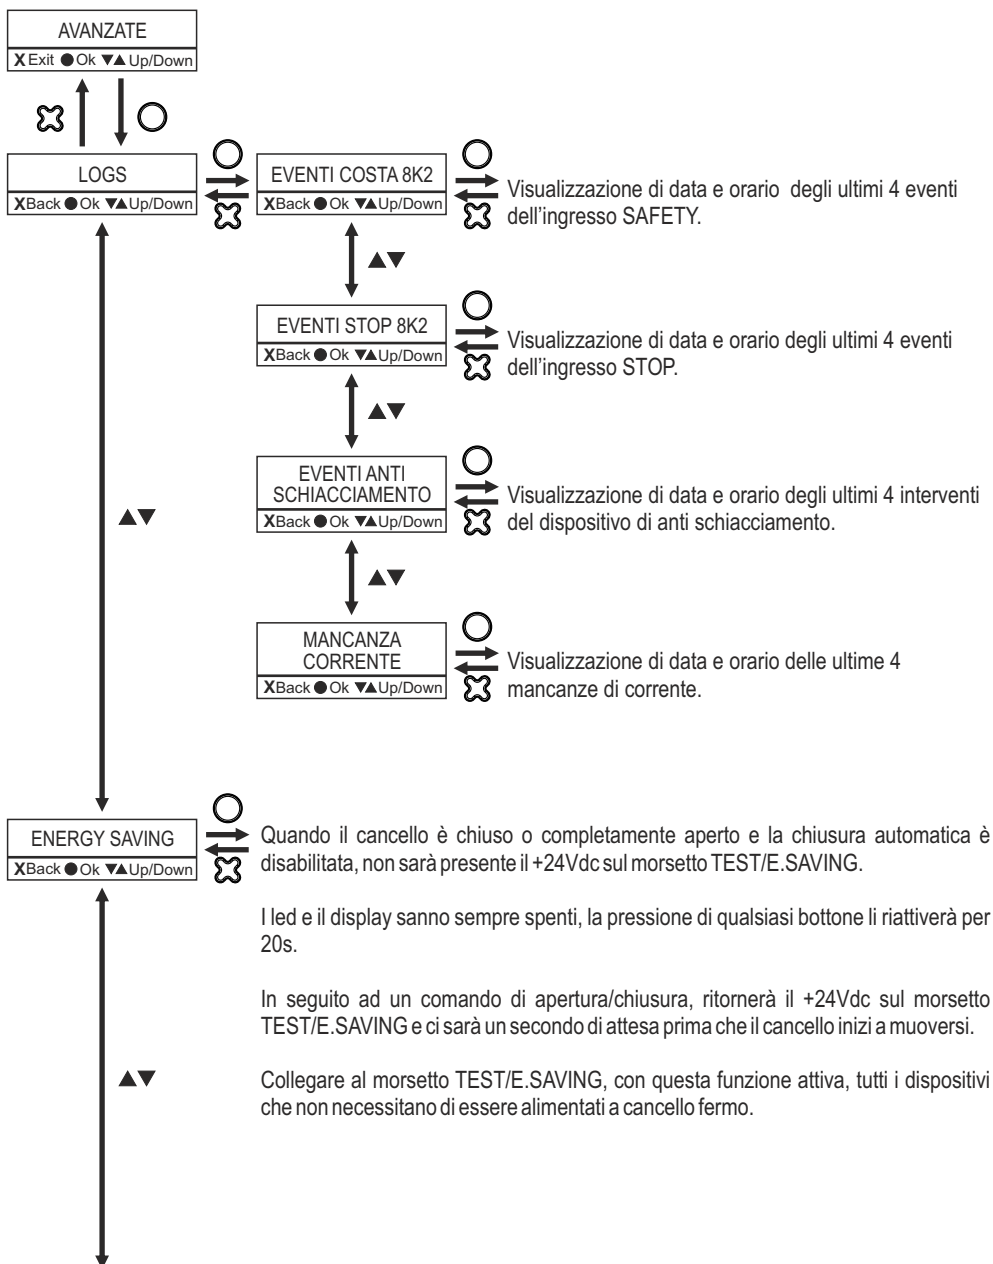 AVANZATE
X Exit ● Ok ▼▲ Up/Down
LOGS
XBack ● Ok ▼▲Up/Down
EVENTI COSTA 8K2
XBack ● Ok ▼▲Up/Down
Visualizzazione di data e orario degli ultimi 4 eventi
dell'ingresso SAFETY.
▲▼
EVENTI STOP 8K2
XBack ● Ok ▼▲Up/Down
Visualizzazione di data e orario degli ultimi 4 eventi
dell'ingresso STOP.
▲▼
EVENTI ANTI
SCHIACCIAMENTO
XBack ● Ok ▼▲Up/Down
Visualizzazione di data e orario degli ultimi 4 interventi
del dispositivo di anti schiacciamento.
▲▼
▲▼
MANCANZA
CORRENTE
XBack ● Ok ▼▲Up/Down
Visualizzazione di data e orario delle ultime 4
mancanze di corrente.
ENERGY SAVING
XBack ● Ok ▼▲Up/Down
Quando il cancello è chiuso o completamente aperto e la chiusura automatica è
disabilitata, non sarà presente il +24Vdc sul morsetto TEST/E.SAVING.
I led e il display sanno sempre spenti, la pressione di qualsiasi bottone li riattiverà per
20s.
In seguito ad un comando di apertura/chiusura, ritornerà il +24Vdc sul morsetto
TEST/E.SAVING e ci sarà un secondo di attesa prima che il cancello inizi a muoversi.
▲▼
Collegare al morsetto TEST/E.SAVING, con questa funzione attiva, tutti i dispositivi
che non necessitano di essere alimentati a cancello fermo.